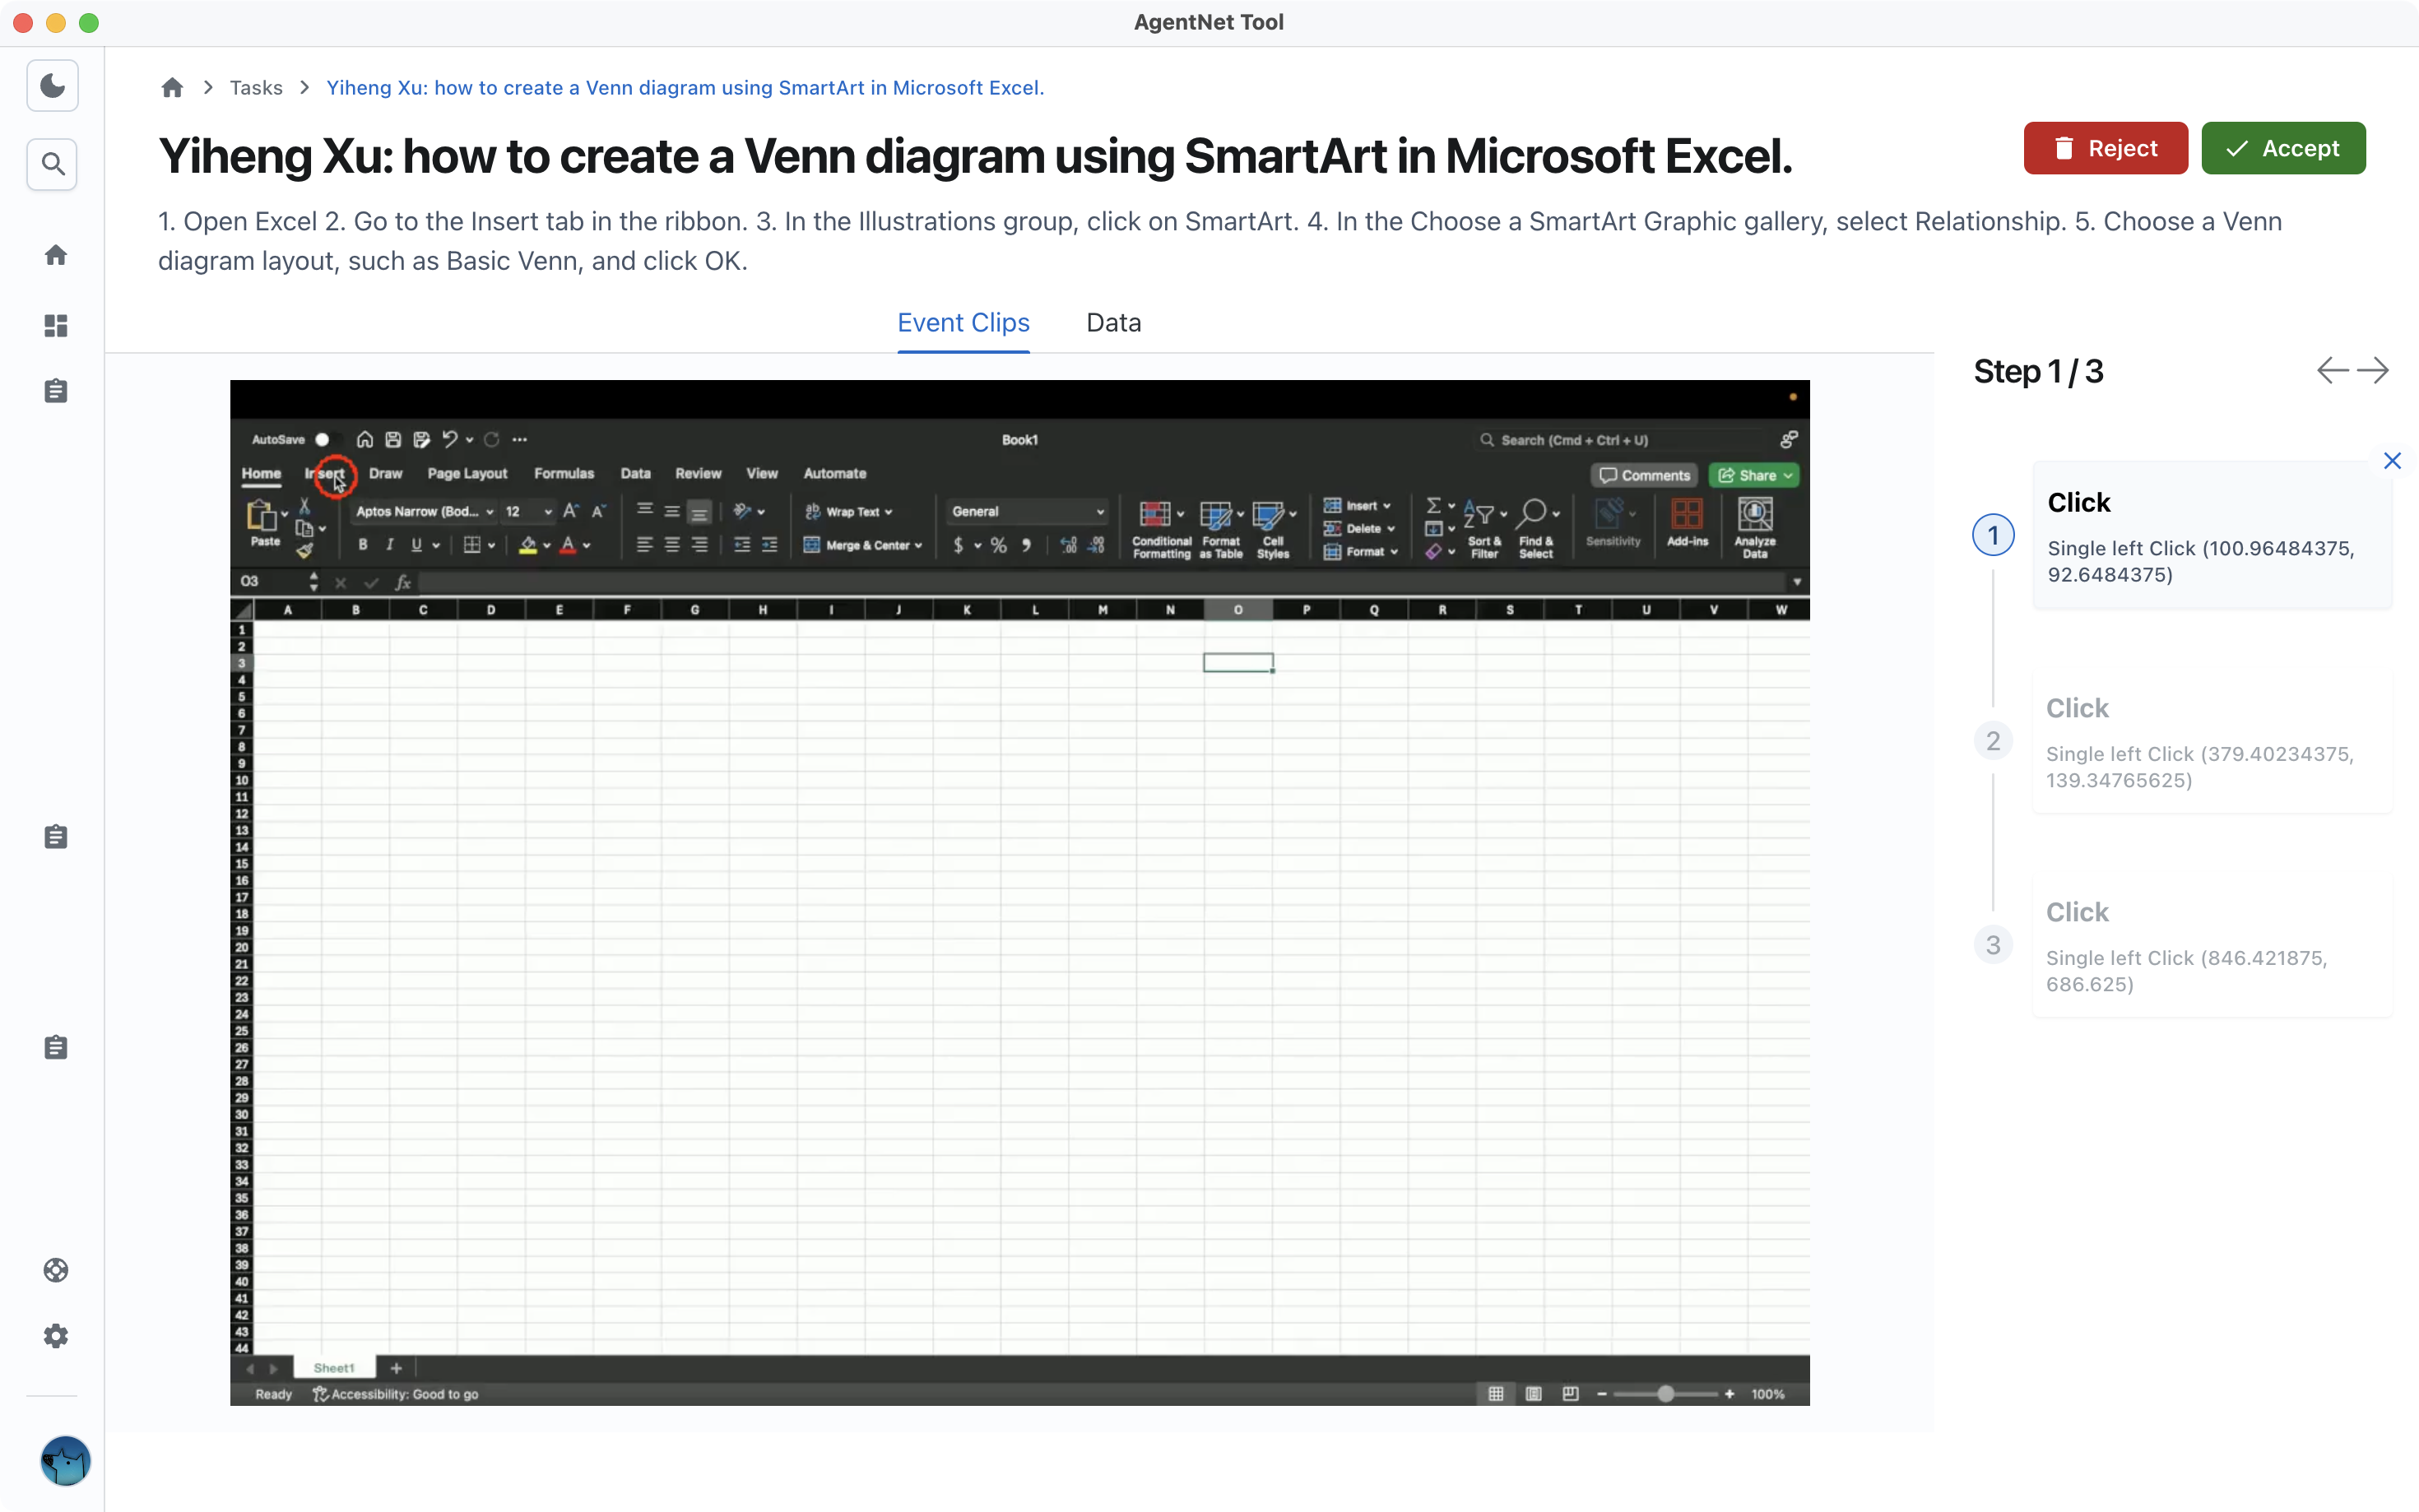 AgentNet Tool
Tasks
Yiheng Xu: how to create a Venn diagram using SmartArt in Microsoft Excel.
Yiheng Xu: how to create a Venn diagram using SmartArt in Microsoft Excel.
Reject
Accept
1. Open Excel 2. Go to the Insert tab in the ribbon. 3. In the Illustrations group, click on SmartArt. 4. In the Choose a SmartArt Graphic gallery, select Relationship. 5. Choose a Venn
diagram layout, such as Basic Venn, and click OK.
Event Clips
Data
AutoSave
Book1
Search (Cmd + Ctrl + U)
Home Insert Draw Page Layout Formulas Data Review View Automate
Comments
Share
Paste
Aptos Narrow (Bod...
12
A A
B I U A
ab Wrap Text
Merge & Center
General
$ % 9
Conditional
Formatting
Format
as Table
Cell
Styles
Insert
Delete
Format
Sort &
Filter
Find &
Select
Sensitivity
Add-ins
Analyze
Data
O3
fx
A B C D E F G H I J K L M N O P Q R S T U V W
1
2
3
4
5
6
7
8
9
10
11
12
13
14
15
16
17
18
19
20
21
22
23
24
25
26
27
28
29
30
31
32
33
34
35
36
37
38
39
40
41
42
43
44
Sheet1 +
Ready
Accessibility: Good to go
100%
Step 1 / 3
1
Click
Single left Click (100.96484375,
92.6484375)
2
Click
Single left Click (379.40234375,
139.34765625)
3
Click
Single left Click (846.421875,
686.625)